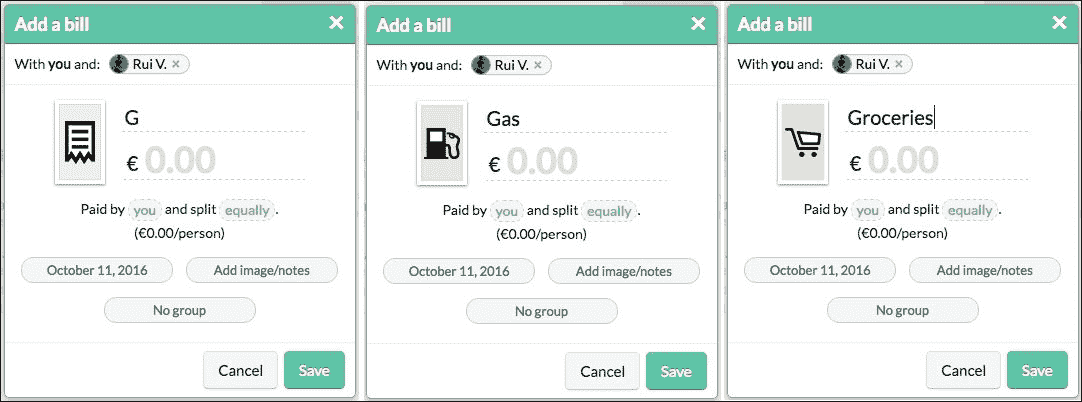 Add a bill ×
With you and: Rui V. ×
G
€ 0.00
Paid by you and split equally.
(€0.00/person)
October 11, 2016 Add image/notes
No group
Cancel Save
Add a bill ×
With you and: Rui V. ×
Gas
€ 0.00
Paid by you and split equally.
(€0.00/person)
October 11, 2016 Add image/notes
No group
Cancel Save
Add a bill ×
With you and: Rui V. ×
Groceries
€ 0.00
Paid by you and split equally.
(€0.00/person)
October 11, 2016 Add image/notes
No group
Cancel Save